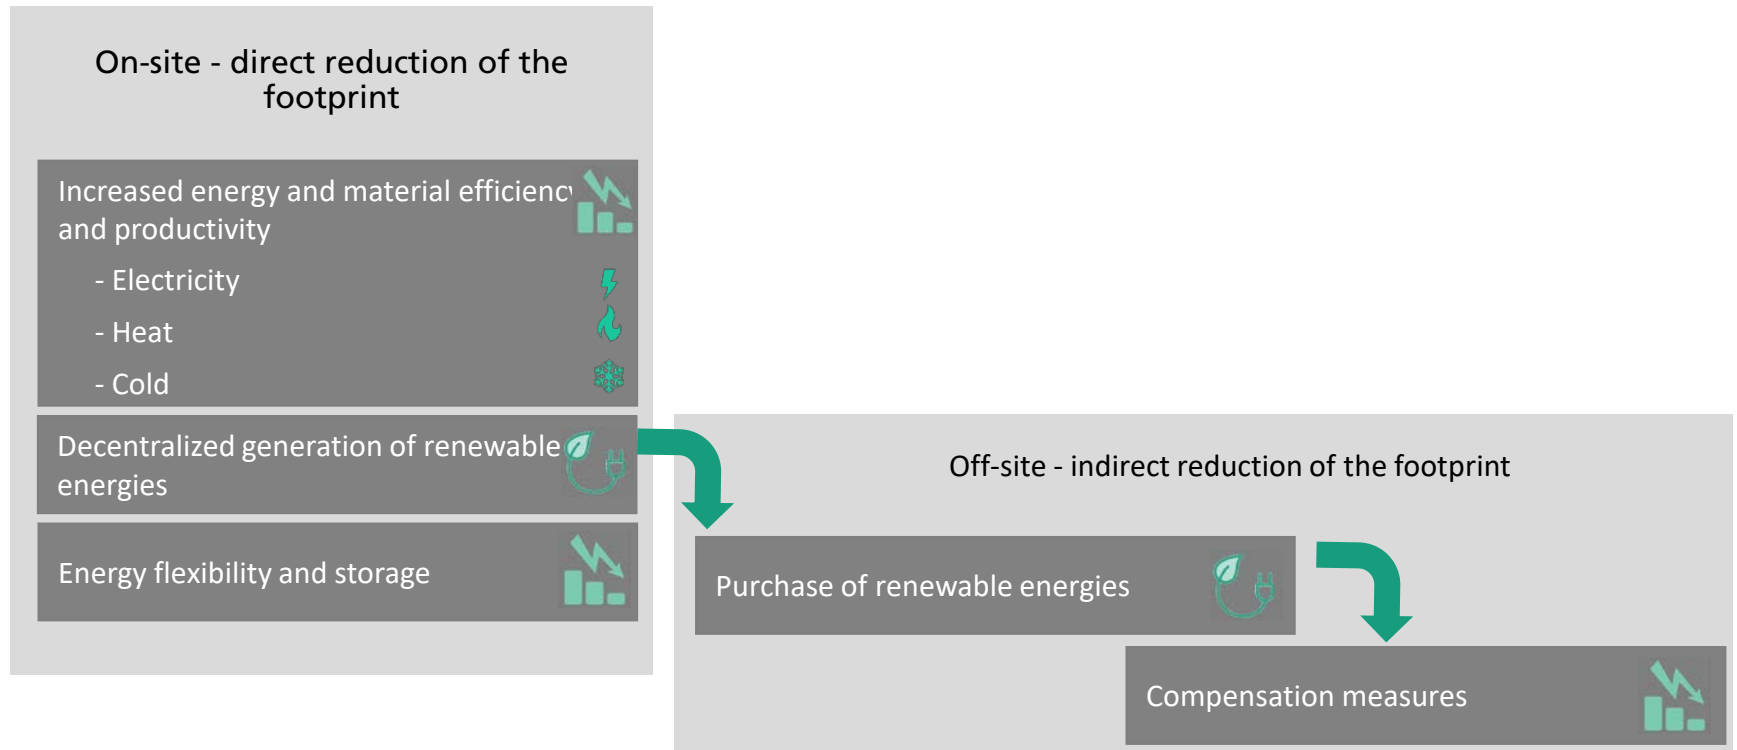 On-site - direct reduction of the
footprint
Increased energy and material efficiency
and productivity
- Electricity
- Heat
- Cold
Decentralized generation of renewable
energies
Energy flexibility and storage
Off-site - indirect reduction of the footprint
Purchase of renewable energies
Compensation measures